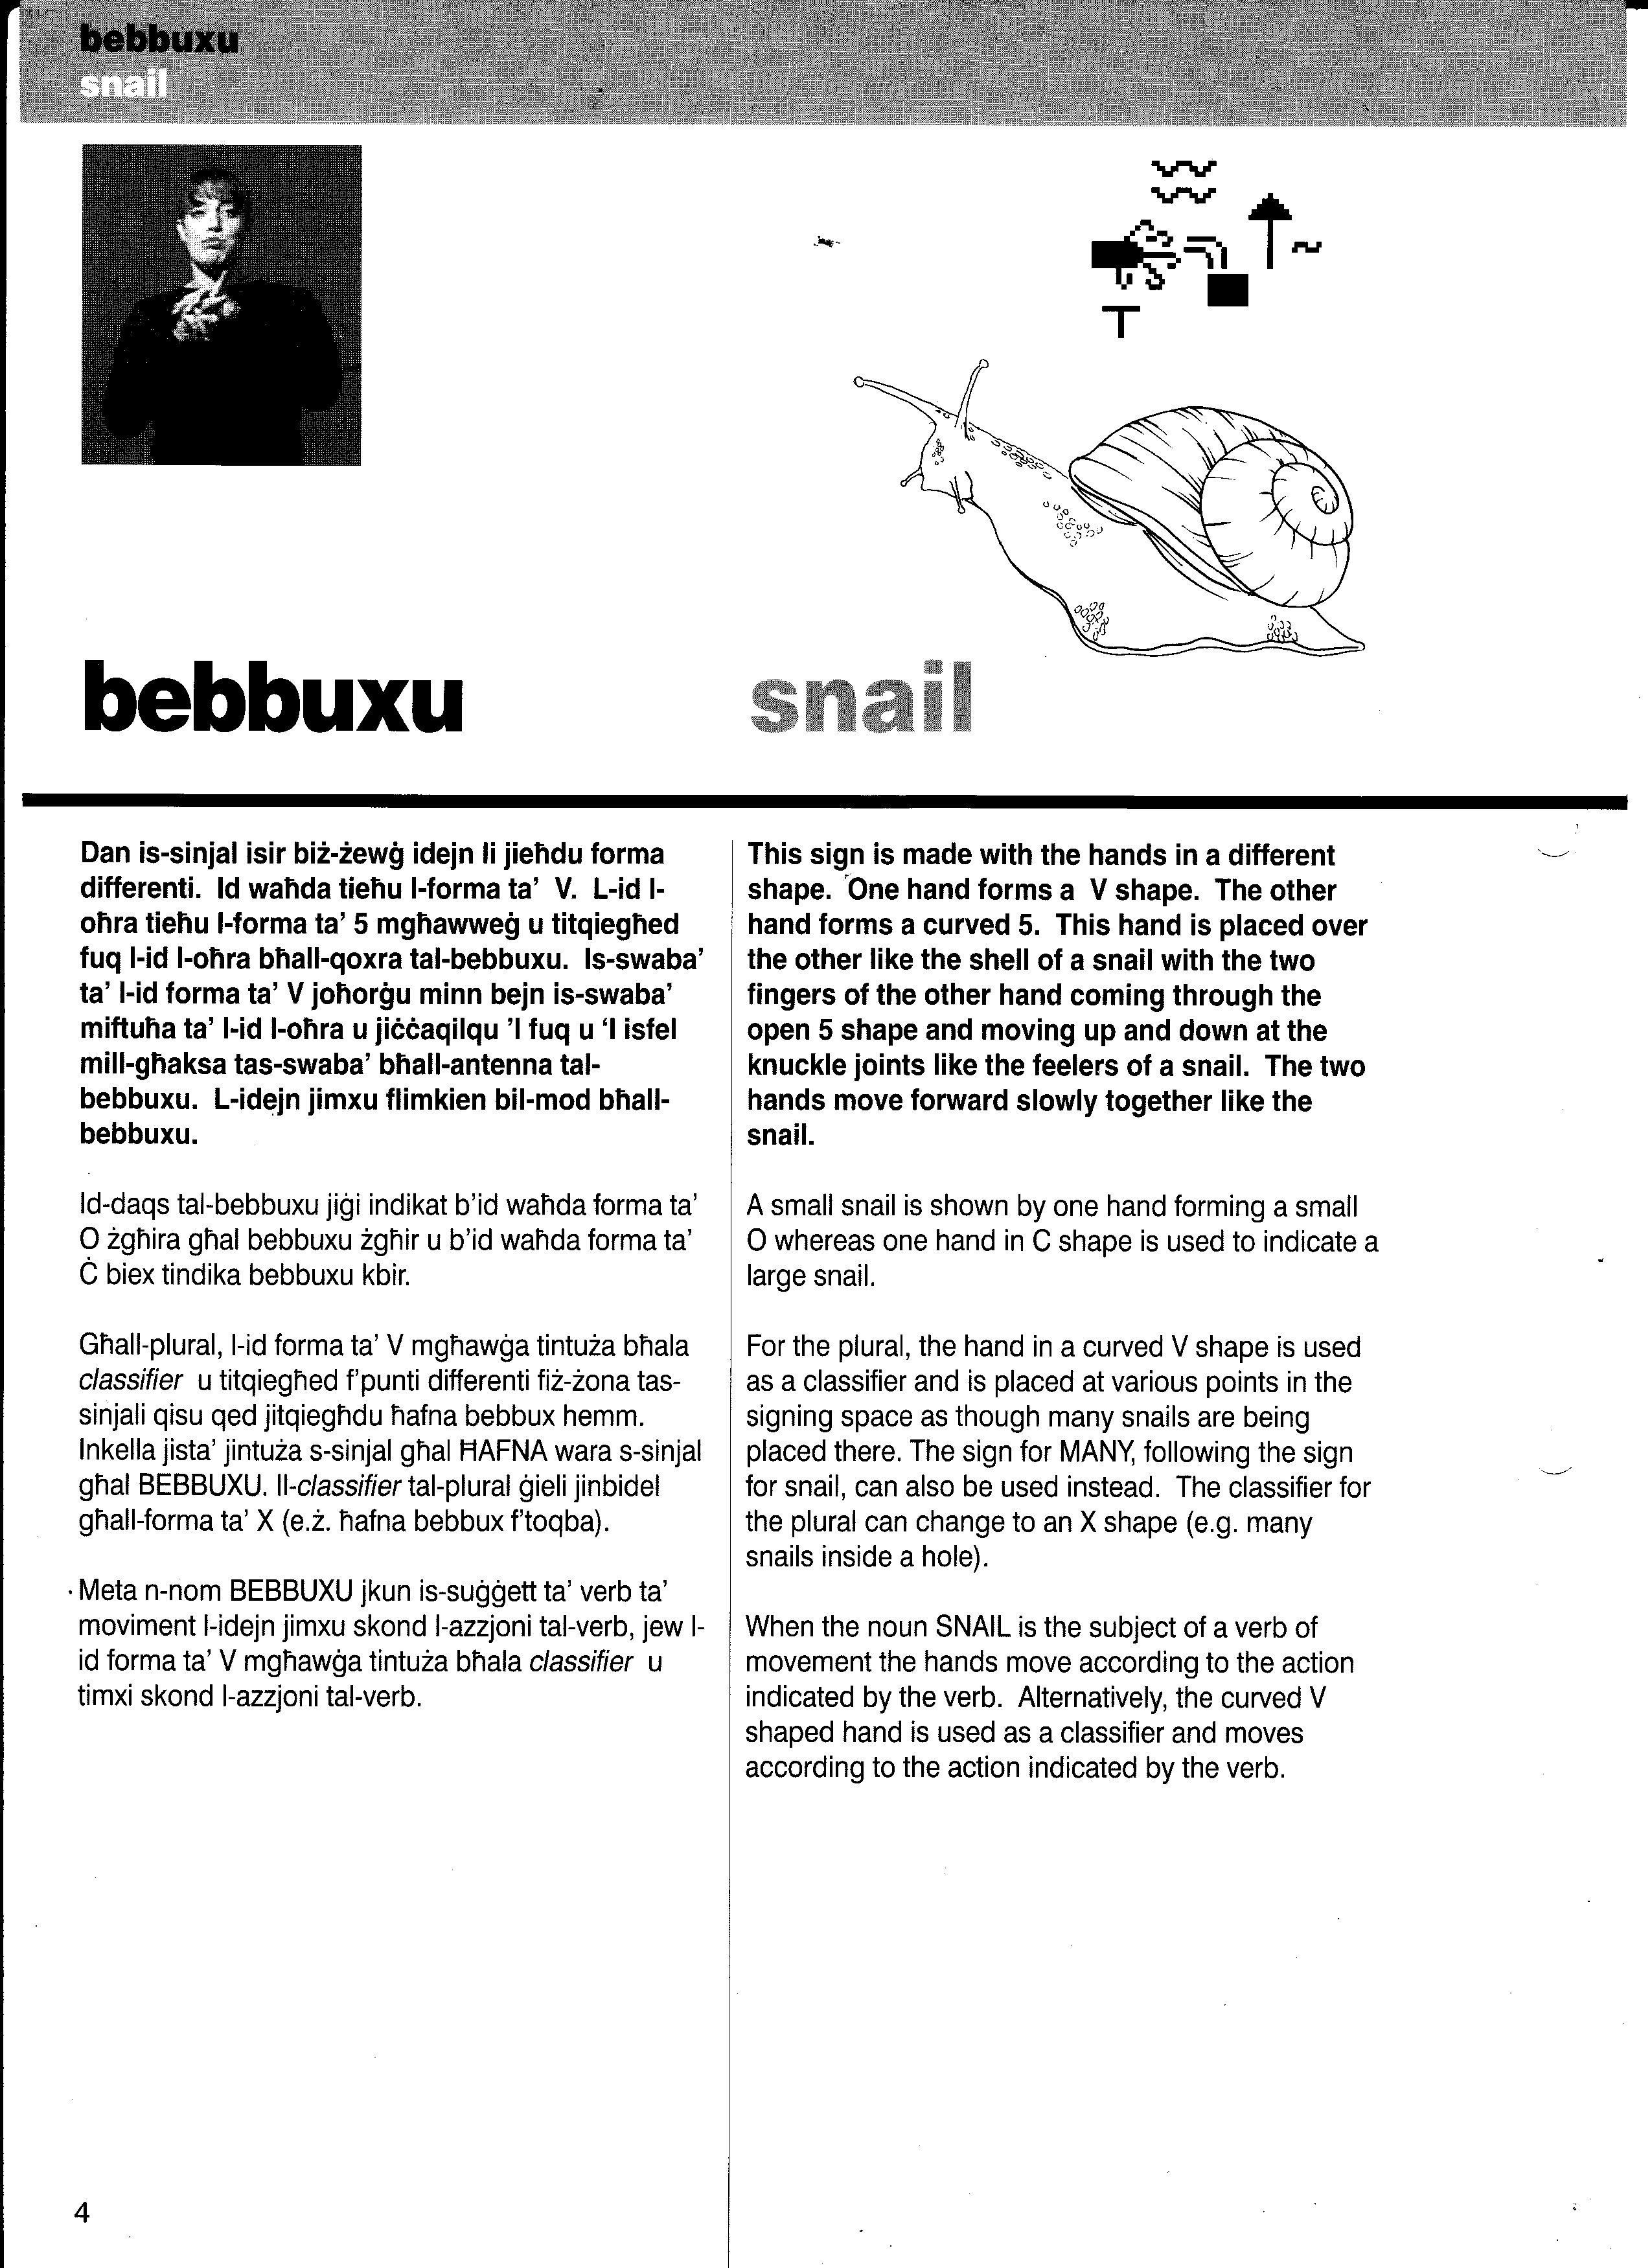 bebbuxu
snail
bebbuxu
snail
Dan is-sinjal isir biż-żewġ idejn li jieħdu forma
differenti. Id waħda tieħu l-forma ta' V. L-id l-
oħra tieħu l-forma ta' 5 mgħawweġ u titqiegħed
fuq l-id l-oħra bħall-qoxra tal-bebbuxu. Is-swaba'
ta' l-id forma ta' V joħorġu minn bejn is-swaba'
miftuħa ta' l-id l-oħra u jiċċaqilqu 'l fuq u 'l isfel
mill-għaksa tas-swaba' bħall-antenna tal-
bebbuxu. L-idejn jimxu flimkien bil-mod bħall-
bebbuxu.
Id-daqs tal-bebbuxu jiġi indikat b'id waħda forma ta'
O żgħira għal bebbuxu żgħir u b'id waħda forma ta'
Ċ biex tindika bebbuxu kbir.
Għall-plural, l-id forma ta' V mgħawġa tintuża bħala
classifier u titqiegħed f'punti differenti fiż-żona tas-
sinjali qisu qed jitqiegħdu ħafna bebbux hemm.
Inkella jista' jintuża s-sinjal għal ĦAFNA wara s-sinjal
għal BEBBUXU. Il-classifier tal-plural ġieli jinbidel
għall-forma ta' X (e.ż. ħafna bebbux f'toqba).
Meta n-nom BEBBUXU jkun is-suġġett ta' verb ta'
moviment l-idejn jimxu skond l-azzjoni tal-verb, jew l-
id forma ta' V mgħawġa tintuża bħala classifier u
timxi skond l-azzjoni tal-verb.
This sign is made with the hands in a different
shape. One hand forms a V shape. The other
hand forms a curved 5. This hand is placed over
the other like the shell of a snail with the two
fingers of the other hand coming through the
open 5 shape and moving up and down at the
knuckle joints like the feelers of a snail. The two
hands move forward slowly together like the
snail.
A small snail is shown by one hand forming a small
O whereas one hand in C shape is used to indicate a
large snail.
For the plural, the hand in a curved V shape is used
as a classifier and is placed at various points in the
signing space as though many snails are being
placed there. The sign for MANY, following the sign
for snail, can also be used instead. The classifier for
the plural can change to an X shape (e.g. many
snails inside a hole).
When the noun SNAIL is the subject of a verb of
movement the hands move according to the action
indicated by the verb. Alternatively, the curved V
shaped hand is used as a classifier and moves
according to the action indicated by the verb.
4